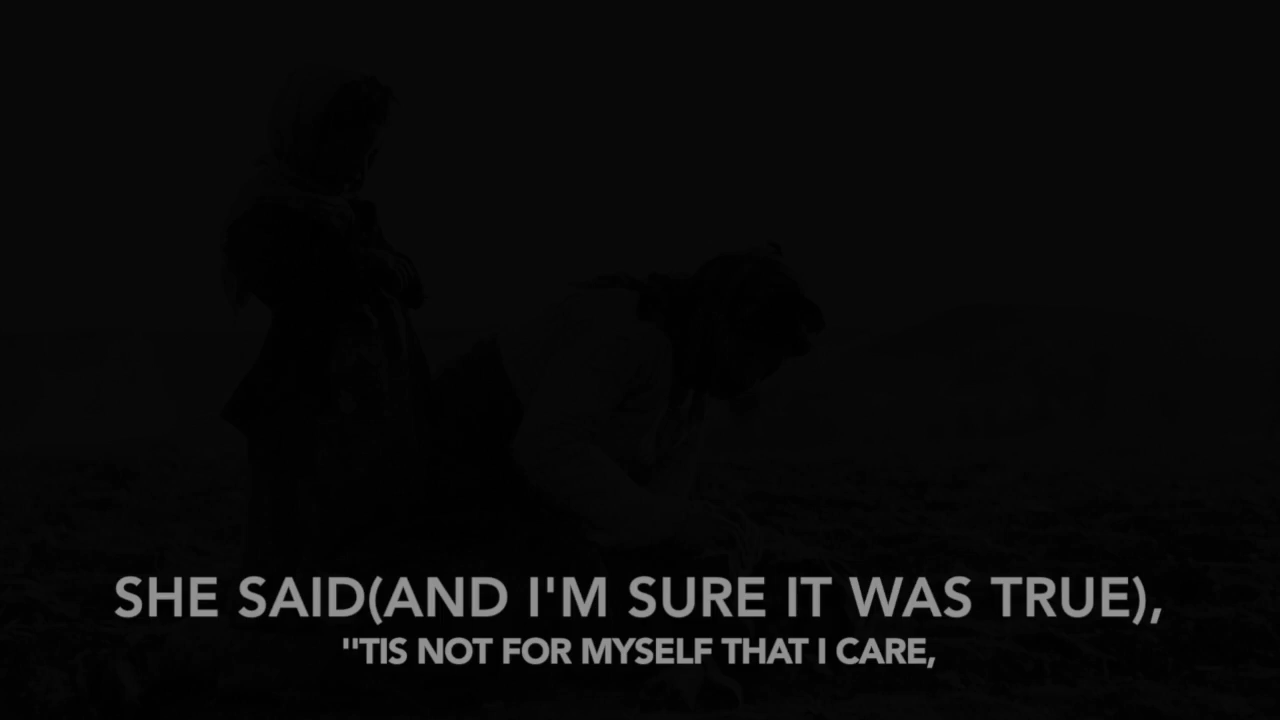 SHE SAID(AND I'M SURE IT WAS TRUE),
"TIS NOT FOR MYSELF THAT I CARE,